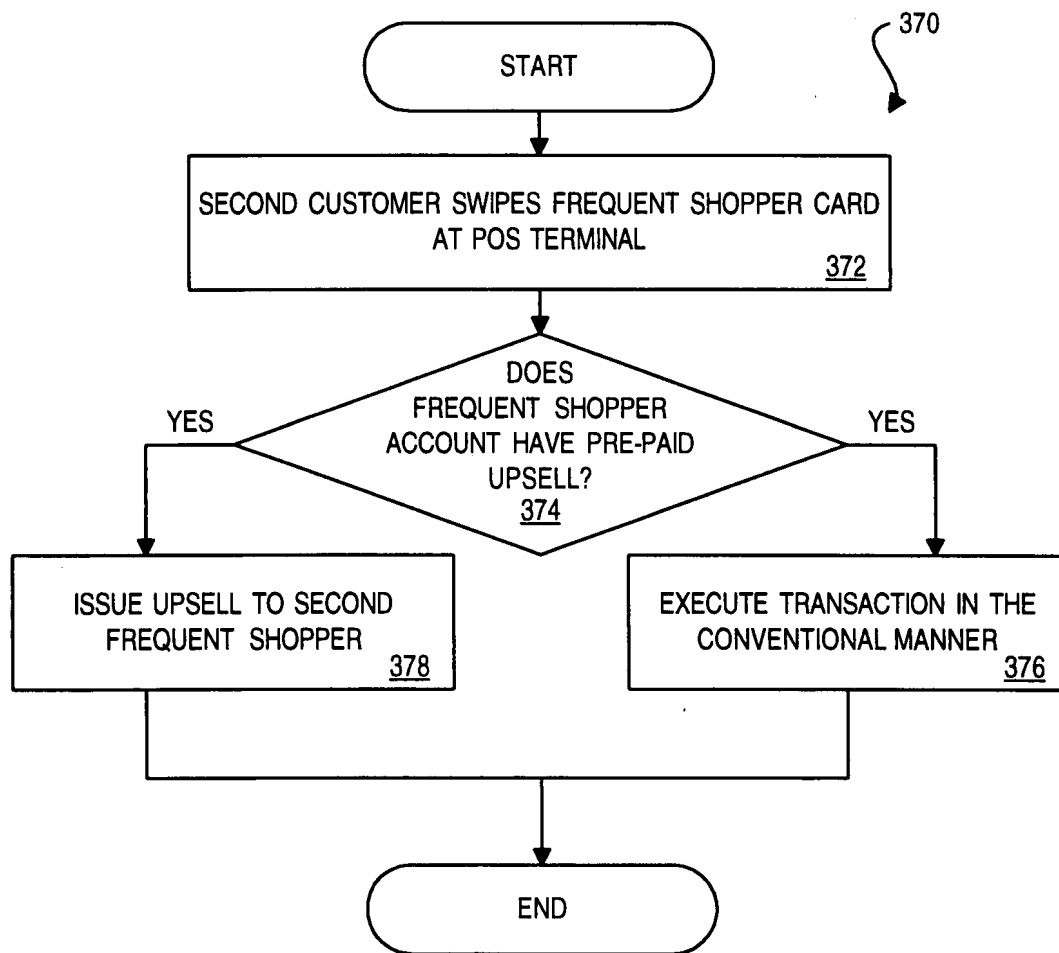 370
START
SECOND CUSTOMER SWIPES FREQUENT SHOPPER CARD
AT POS TERMINAL
372
DOES
FREQUENT SHOPPER
ACCOUNT HAVE PRE-PAID
UPSELL?
374
YES
YES
ISSUE UPSELL TO SECOND
FREQUENT SHOPPER
378
EXECUTE TRANSACTION IN THE
CONVENTIONAL MANNER
376
END